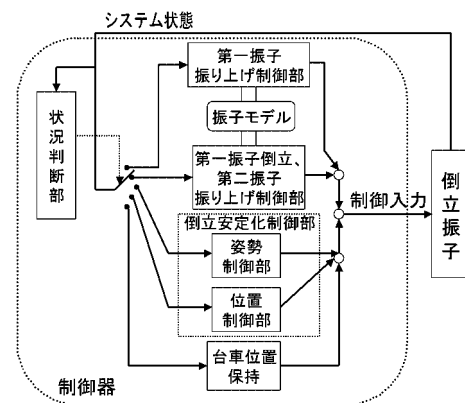 システム状態
第一振子
振り上げ制御部
状況判断部
振子モデル
第一振子倒立、
第二振子
振り上げ制御部
制御入力
倒立振子
倒立安定化制御部
姿勢
制御部
位置
制御部
台車位置
保持
制御器